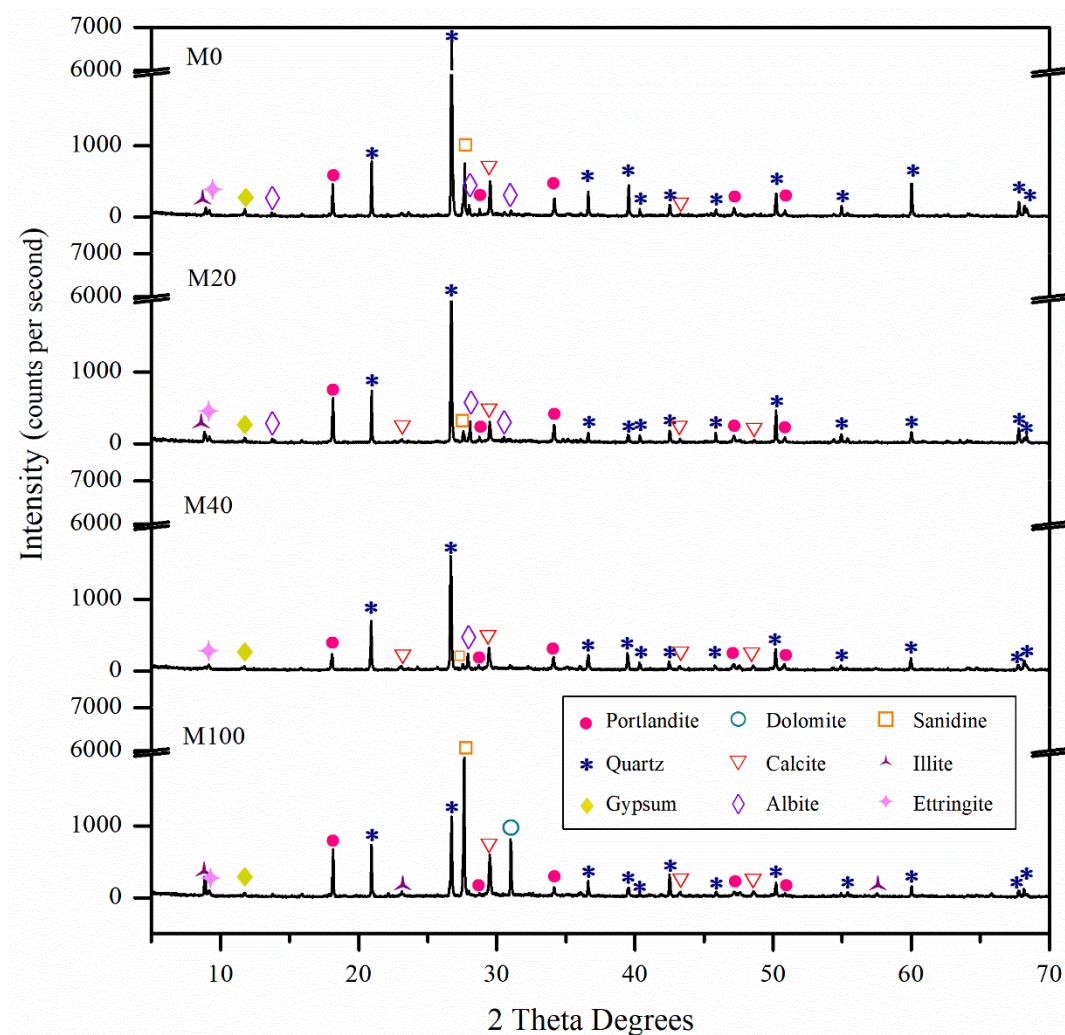 7000
6000
M0
1000
0
7000
6000
M20
1000
0
7000
6000
M40
1000
0
7000
6000
M100
1000
0
Intensity (counts per second)
Portlandite Dolomite Sanidine
Quartz Calcite Illite
Gypsum Albite Ettringite
10 20 30 40 50 60 70
2 Theta Degrees